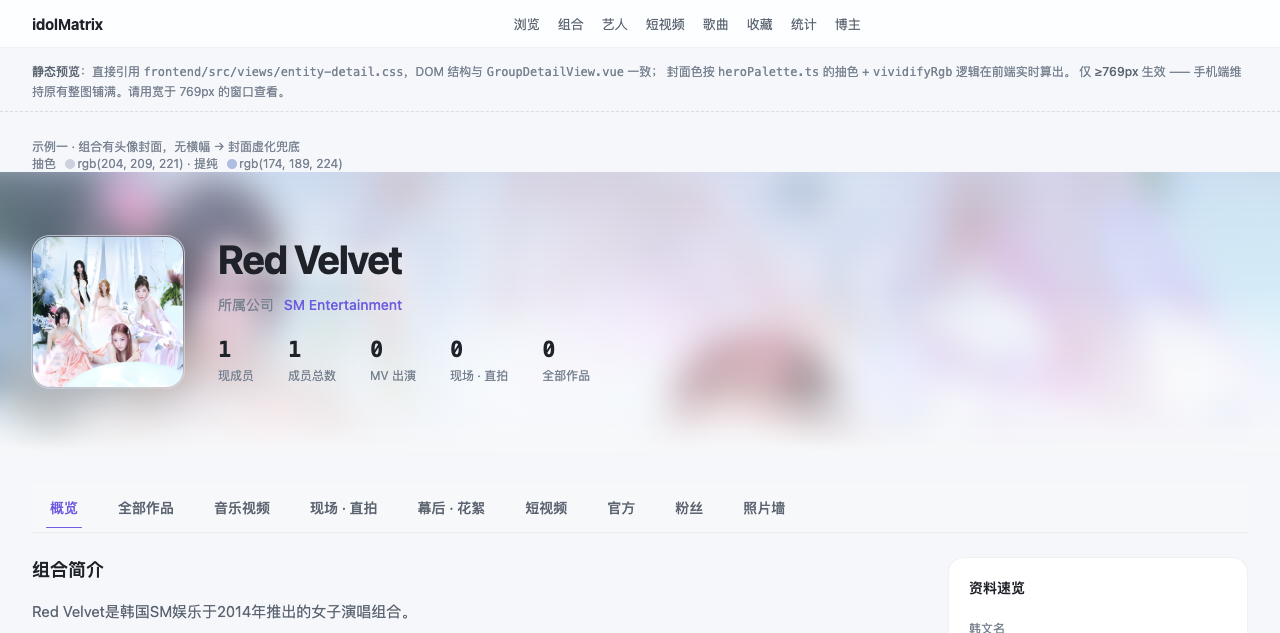 idolMatrix
浏览 组合 艺人 短视频 歌曲 收藏 统计 博主
静态预览：直接引用 frontend/src/views/entity-detail.css，DOM 结构与 GroupDetailView.vue 一致； 封面色按 heroPalette.ts 的抽色 + vividifyRgb 逻辑在前端实时算出。 仅 ≥769px 生效 —— 手机端维
持原有整图铺满。请用宽于 769px 的窗口查看。
示例一 · 组合有头像封面，无横幅 → 封面虚化兜底
抽色 rgb(204, 209, 221) · 提纯 rgb(174, 189, 224)
Red Velvet
所属公司 SM Entertainment
1 1 0 0 0
现成员 成员总数 MV 出演 现场 · 直拍 全部作品
概览 全部作品 音乐视频 现场 · 直拍 幕后 · 花絮 短视频 官方 粉丝 照片墙
组合简介
Red Velvet是韩国SM娱乐于2014年推出的女子演唱组合。
资料速览
韩文名